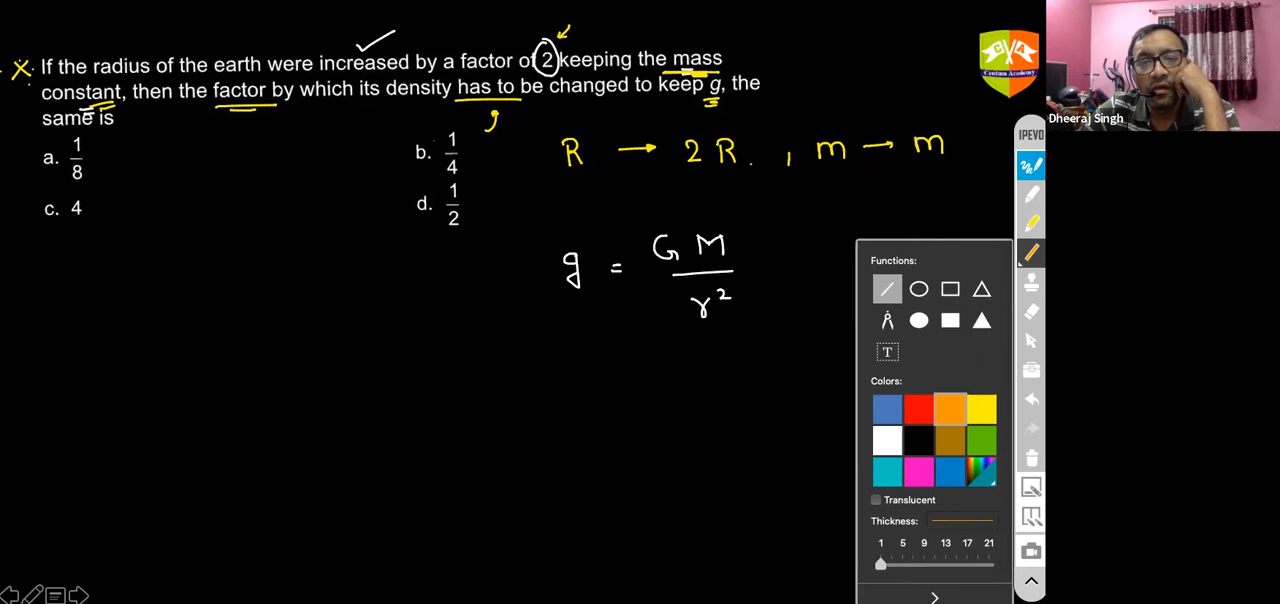 X. If the radius of the earth were increased by a factor of 2 keeping the mass
constant, then the factor by which its density has to be changed to keep g, the
same is
a. 1/8
b. 1/4
c. 4
d. 1/2
R → 2R. , m → m
g = GM/r²
Centum Academy
Dheeraj Singh
IPEVO
Functions:
T
Colors:
Translucent
Thickness:
1 5 9 13 17 21